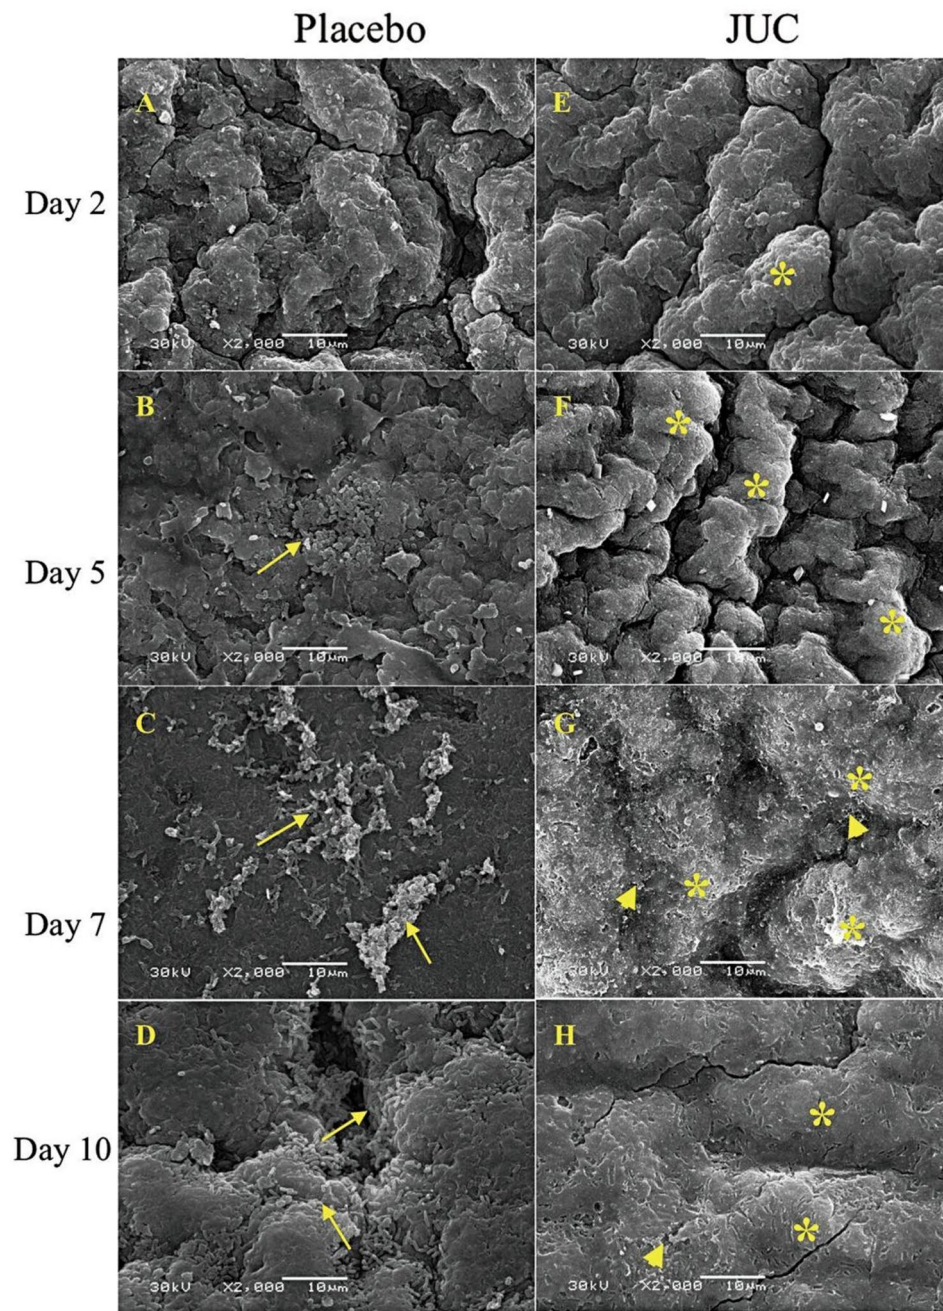 Placebo JUC
A E
Day 2
30kV X2,000 10μm 30kV X2,000 10μm
B F
Day 5
30kV X2,000 10μm 30kV X2,000 10μm
C G
Day 7
30kV X2,000 10μm 30kV X2,000 10μm
D H
Day 10
30kV X2,000 10μm 30kV X2,000 10μm